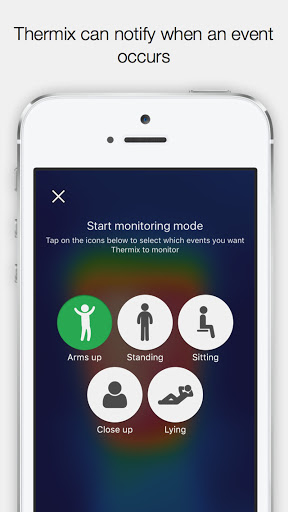 Thermix can notify when an event
occurs
Start monitoring mode
Tap on the icons below to select which events you want
Thermix to monitor
Arms up
Standing
Sitting
Close up
Lying